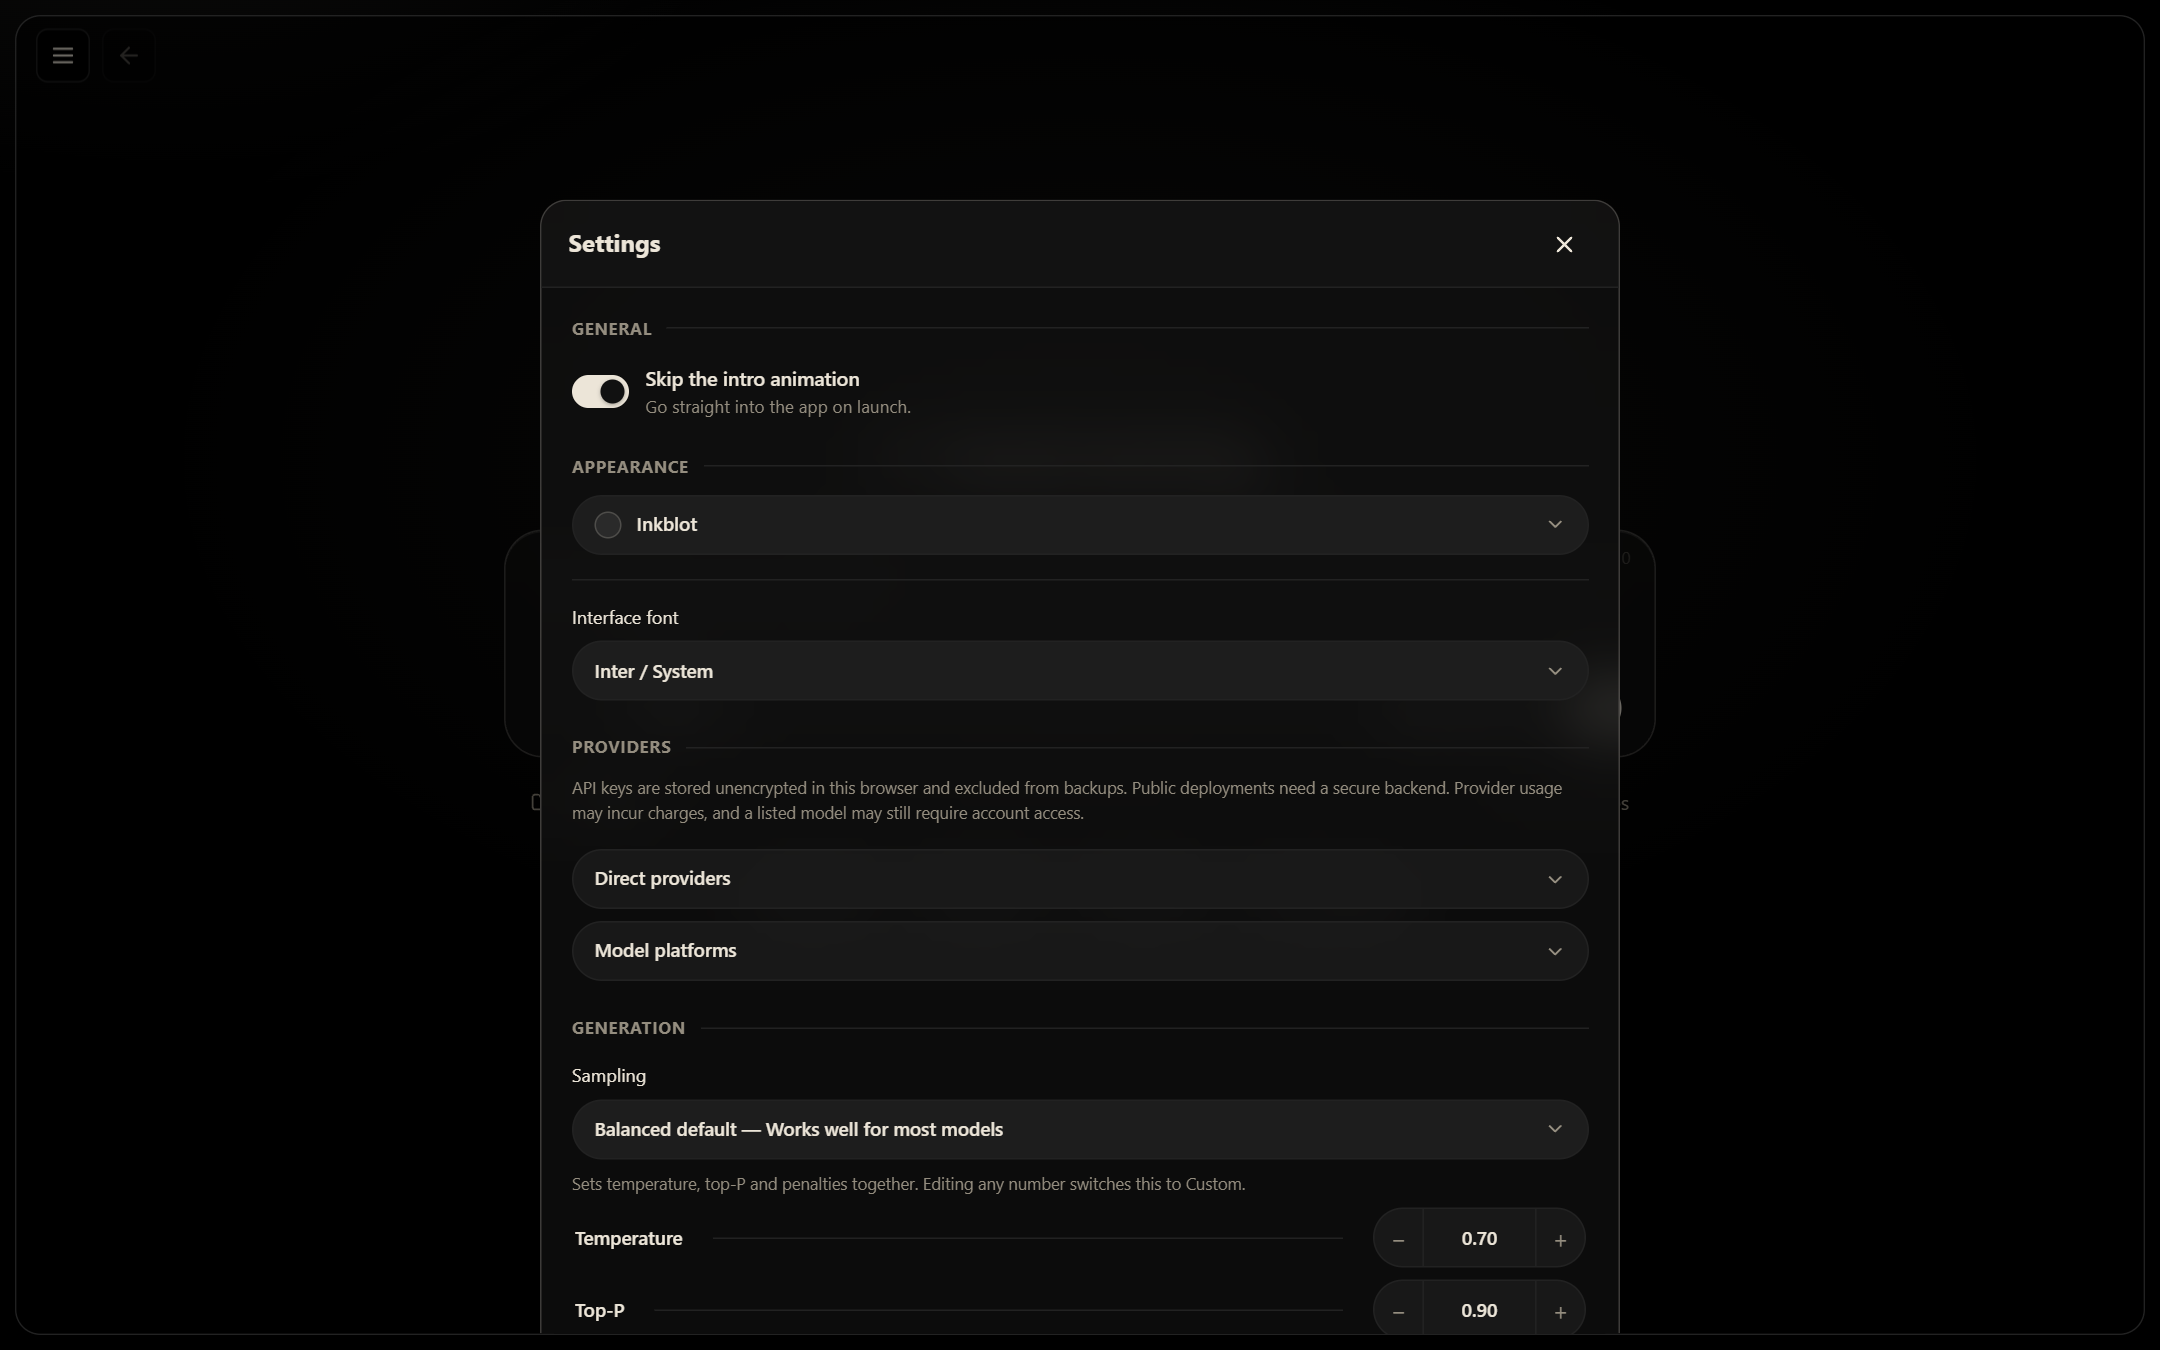 Settings
GENERAL
Skip the intro animation
Go straight into the app on launch.
APPEARANCE
Inkblot
0
Interface font
Inter / System
PROVIDERS
API keys are stored unencrypted in this browser and excluded from backups. Public deployments need a secure backend. Provider usage
may incur charges, and a listed model may still require account access.
s
Direct providers
Model platforms
GENERATION
Sampling
Balanced default — Works well for most models
Sets temperature, top-P and penalties together. Editing any number switches this to Custom.
Temperature − 0.70 +
Top-P − 0.90 +